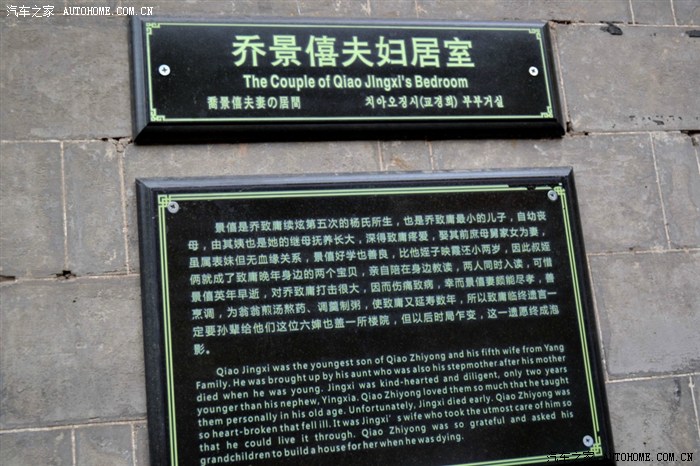 汽车之家 AUTOHOME.COM.CN
乔景僖夫妇居室
The Couple of Qiao Jingxi's Bedroom
喬景僖夫妻の居間 치아오징시(교경희) 부부거실
景僖是乔致庸续炫第五次的杨氏所生，也是乔致庸最小的儿子，自幼丧
母，由其姨也是她的继母抚养长大，深得致庸疼爱，娶其前庶母舅家女为妻，
虽属表妹但无血缘关系，景僖好学也善良，比他姪子映霞还小两岁，因此叔姪
俩就成了致庸晚年身边的两个宝贝，亲自陪在身边教读，两人同时入读，可惜
景僖英年早逝，对乔致庸打击很大，因而伤痛致病，幸而景僖妻颇能尽孝，善
烹调，为翁翁煎汤熬药、调羹制粥，使致庸又延寿数年，所以致庸临终遗言一
定要孙辈给他们这位六婶也盖一所楼院，但以后时局乍变，这一遗愿终成泡
影。
Qiao Jingxi was the youngest son of Qiao Zhiyong and his fifth wife from Yang
Family. He was brought up by his aunt who was also his stepmother after his mother
died when he was young. Jingxi was kind-hearted and diligent, only two years
younger than his nephew, Yingxia. Qiao Zhiyong loved them so much that he taught
them personally in his old age. Unfortunately, Jingxi died early. Qiao Zhiyong was
so heart-broken that fell ill. It was Jingxi's wife who took the utmost care of him so
that he could live it through. Qiao Zhiyong was so grateful and asked his
grandchildren to build a house for her when he was dying.
汽车之家 AUTOHOME.COM.CN